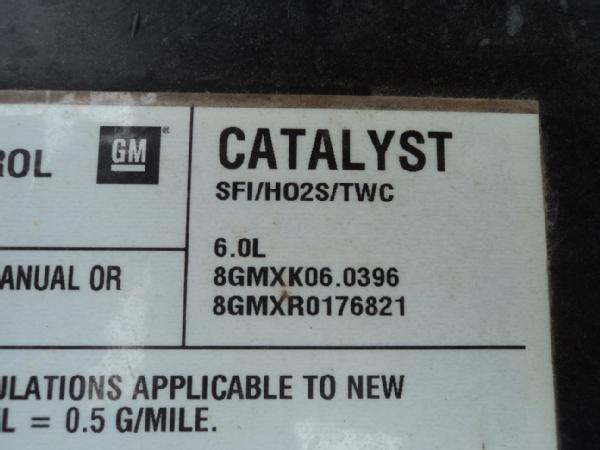 ROL
GM
CATALYST
SFI/HO2S/TWC
6.0L
8GMXK06.0396
8GMXR0176821
ANUAL OR
ULATIONS APPLICABLE TO NEW
L = 0.5 G/MILE.